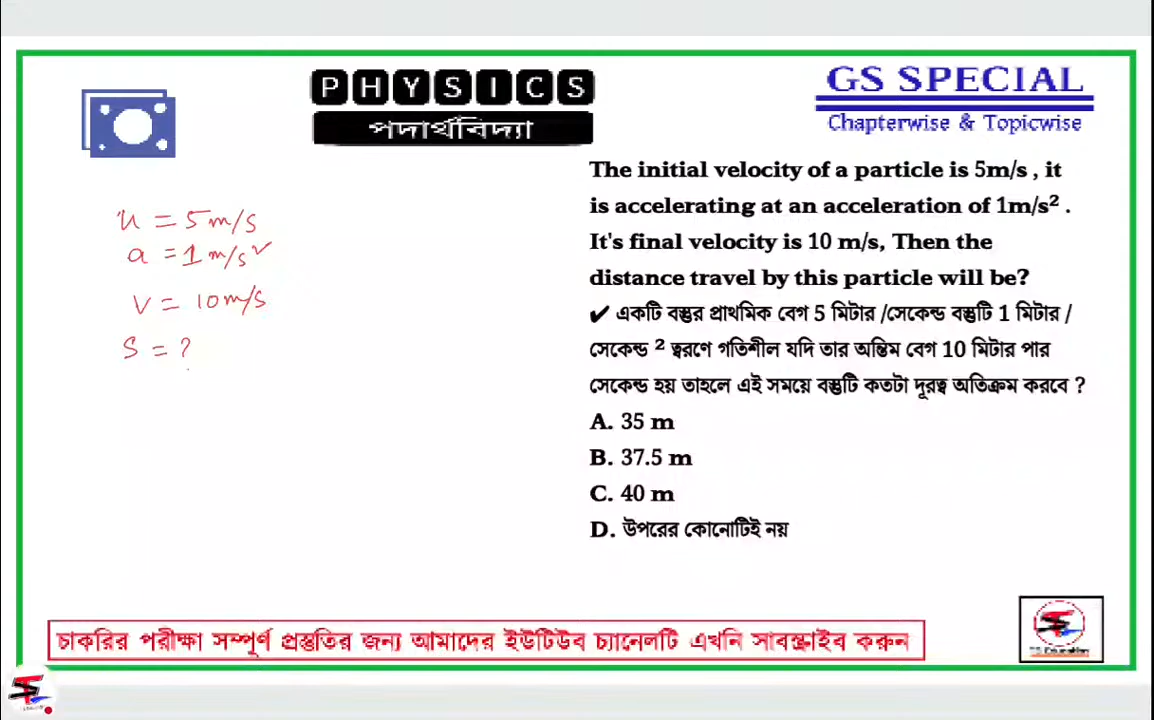 PHYSICS
পদার্থবিদ্যা
GS SPECIAL
Chapterwise & Topicwise
u = 5 m/s
a = 1 m/s²
v = 10 m/s
S = ?
The initial velocity of a particle is 5m/s , it
is accelerating at an acceleration of 1m/s² .
It's final velocity is 10 m/s, Then the
distance travel by this particle will be?
✔ একটি বস্তুর প্রাথমিক বেগ 5 মিটার /সেকেন্ড বস্তুটি 1 মিটার /
সেকেন্ড ² ত্বরণে গতিশীল যদি তার অন্তিম বেগ 10 মিটার পার
সেকেন্ড হয় তাহলে এই সময়ে বস্তুটি কতটা দূরত্ব অতিক্রম করবে ?
A. 35 m
B. 37.5 m
C. 40 m
D. উপরের কোনোটিই নয়
চাকরির পরীক্ষা সম্পূর্ণ প্রস্তুতির জন্য আমাদের ইউটিউব চ্যানেলটি এখনি সাবস্ক্রাইব করুন